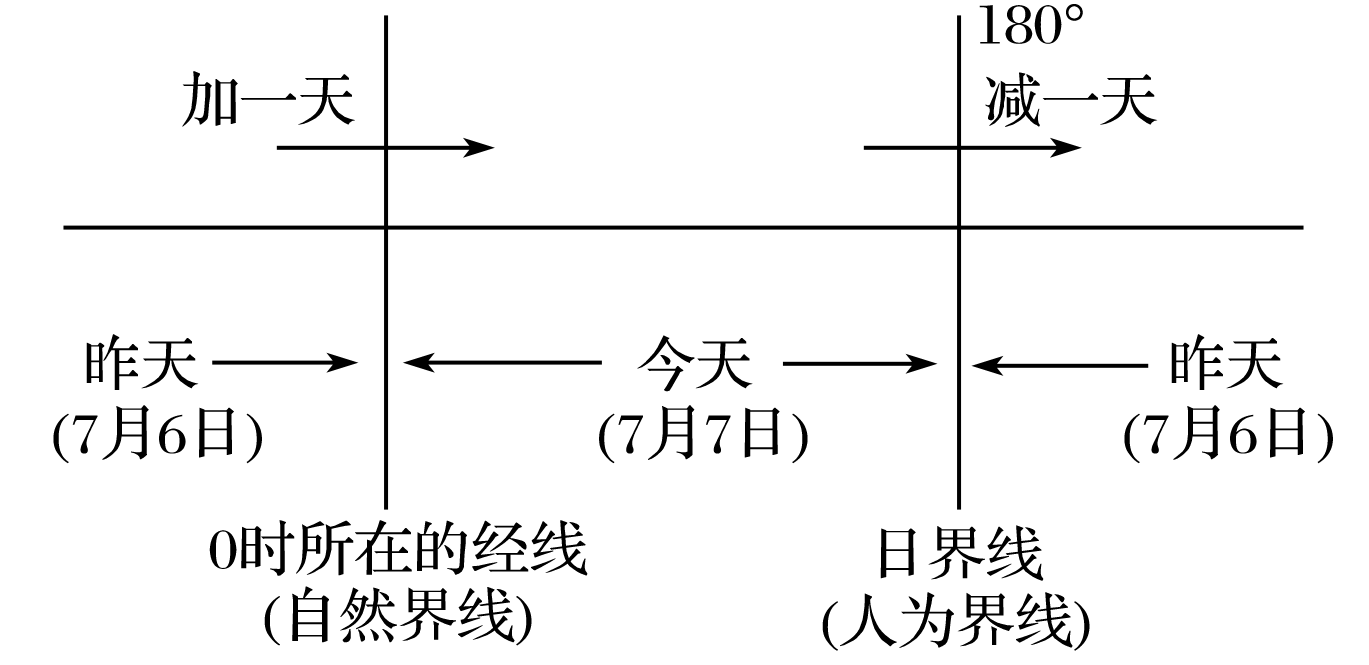 180°
加一天
减一天
昨天
今天
昨天
(7月6日)
(7月7日)
(7月6日)
0时所在的经线
日界线
(自然界线)
(人为界线)